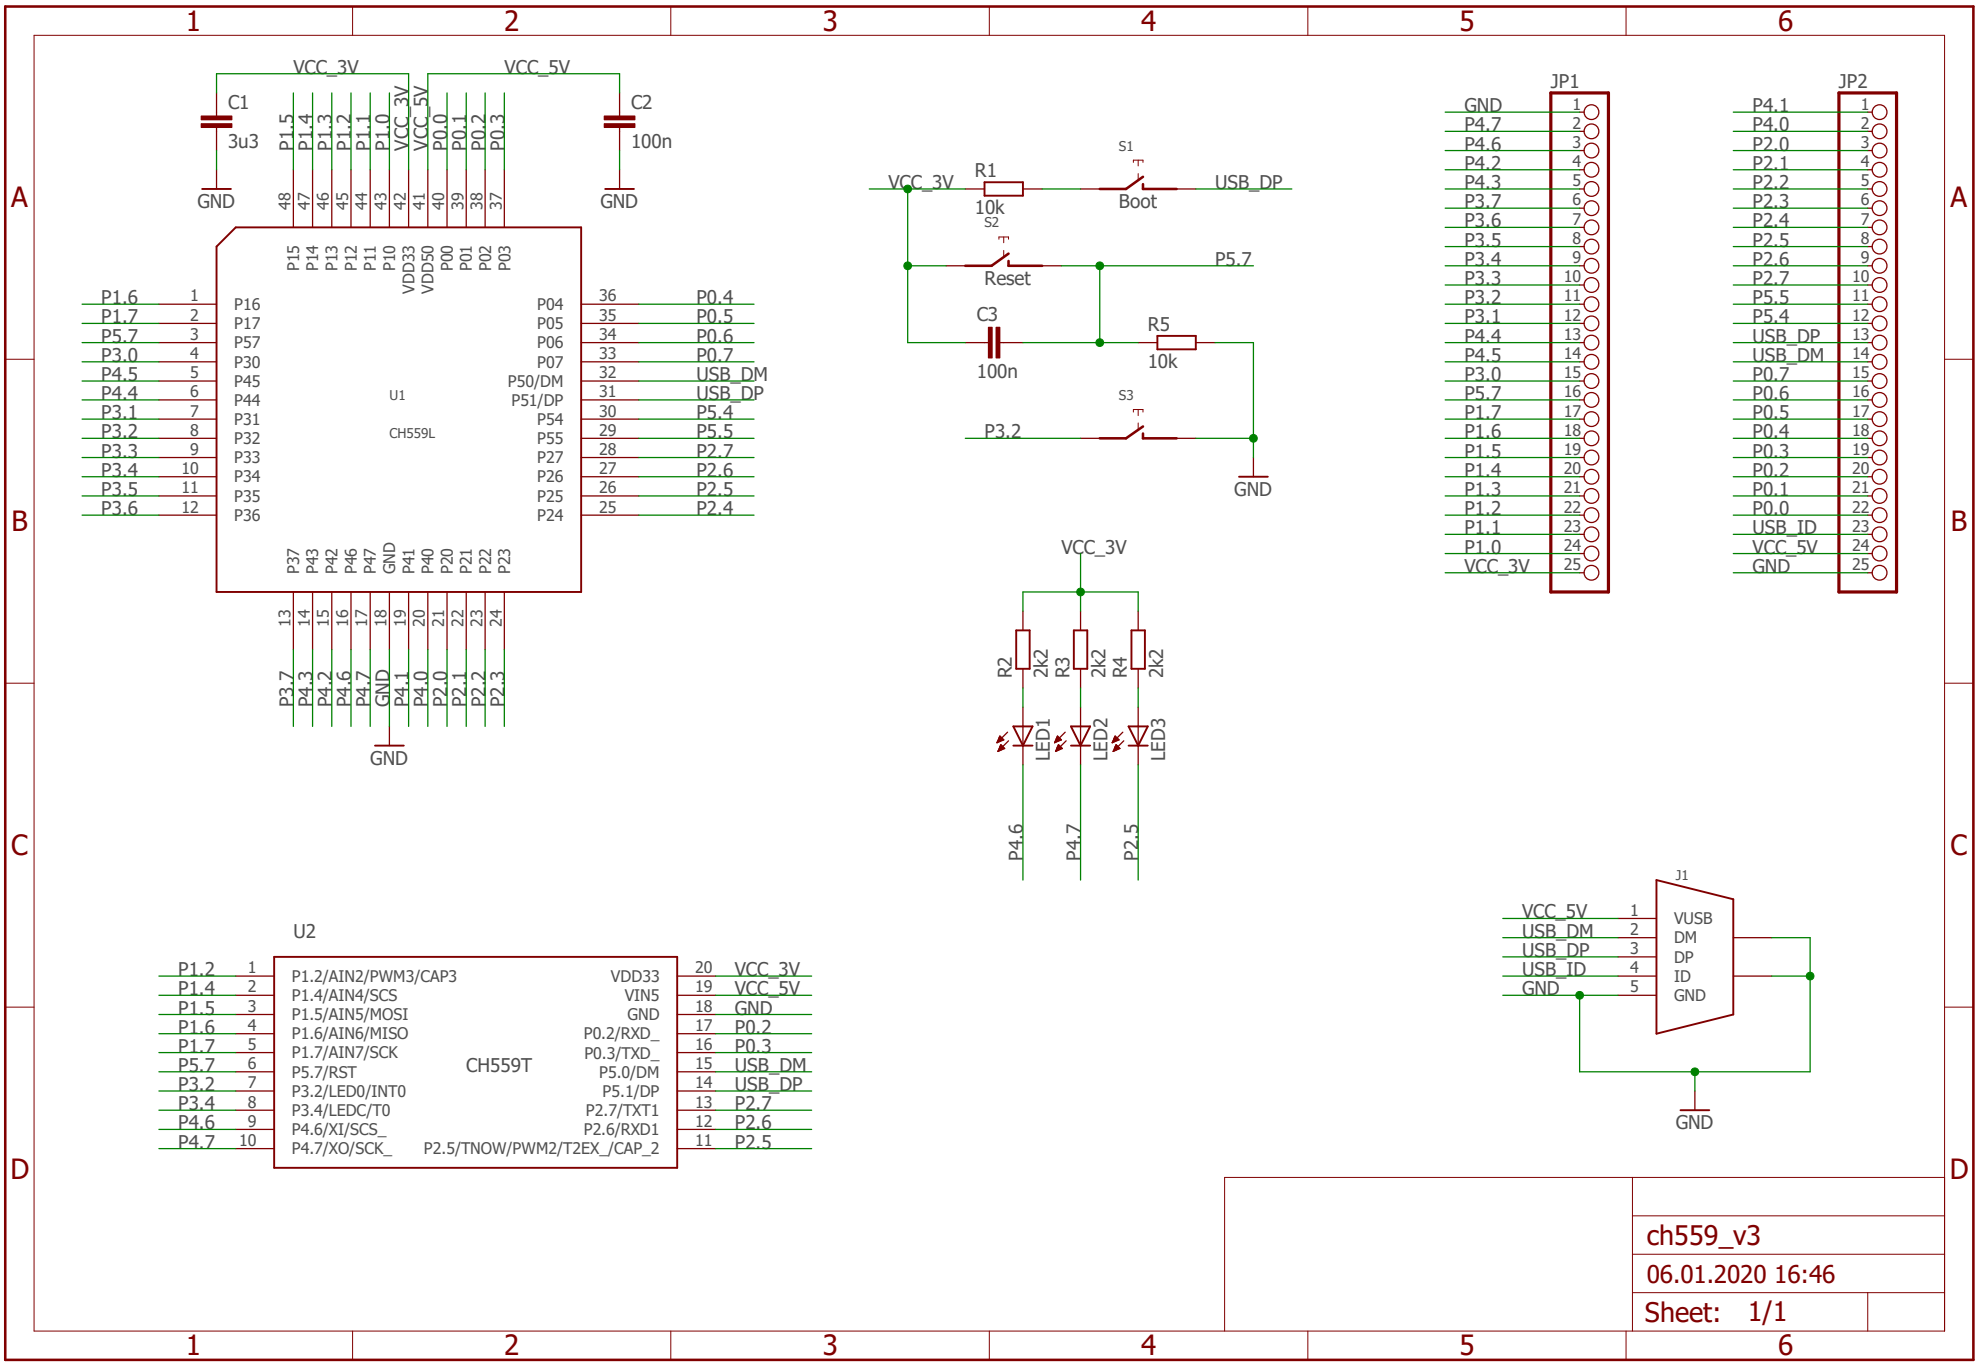 1 2 3 4 5 6
A
B
C
D
A
B
C
D
VCC_3V
VCC_5V
C1
3u3
GND
C2
100n
GND
P1.5
P1.4
P1.3
P1.2
P1.1
P1.0
VCC_3V
VCC_5V
P0.0
P0.1
P0.2
P0.3
48 47 46 45 44 43 42 41 40 39 38 37
P15 P14 P13 P12 P11 P10 VDD33 VDD50 P00 P01 P02 P03
P1.6 1 P16
P1.7 2 P17
P5.7 3 P57
P3.0 4 P30
P4.5 5 P45
P4.4 6 P44
P3.1 7 P31
P3.2 8 P32
P3.3 9 P33
P3.4 10 P34
P3.5 11 P35
P3.6 12 P36
U1
CH559L
P04 36 P0.4
P05 35 P0.5
P06 34 P0.6
P07 33 P0.7
P50/DM 32 USB_DM
P51/DP 31 USB_DP
P54 30 P5.4
P55 29 P5.5
P27 28 P2.7
P26 27 P2.6
P25 26 P2.5
P24 25 P2.4
P37 P43 P42 P46 P47 GND P41 P40 P20 P21 P22 P23
13 14 15 16 17 18 19 20 21 22 23 24
P3.7 P4.3 P4.2 P4.6 P4.7 GND P4.1 P4.0 P2.0 P2.1 P2.2 P2.3
GND
VCC_3V
R1
10k
S1
Boot
USB_DP
S2
Reset
P5.7
C3
100n
R5
10k
S3
P3.2
GND
VCC_3V
R2 2k2
R3 2k2
R4 2k2
LED1
LED2
LED3
P4.6
P4.7
P2.5
JP1
GND 1
P4.7 2
P4.6 3
P4.2 4
P4.3 5
P3.7 6
P3.6 7
P3.5 8
P3.4 9
P3.3 10
P3.2 11
P3.1 12
P4.4 13
P4.5 14
P3.0 15
P5.7 16
P1.7 17
P1.6 18
P1.5 19
P1.4 20
P1.3 21
P1.2 22
P1.1 23
P1.0 24
VCC_3V 25
JP2
P4.1 1
P4.0 2
P2.0 3
P2.1 4
P2.2 5
P2.3 6
P2.4 7
P2.5 8
P2.6 9
P2.7 10
P5.5 11
P5.4 12
USB_DP 13
USB_DM 14
P0.7 15
P0.6 16
P0.5 17
P0.4 18
P0.3 19
P0.2 20
P0.1 21
P0.0 22
USB_ID 23
VCC_5V 24
GND 25
U2
P1.2 1 P1.2/AIN2/PWM3/CAP3
P1.4 2 P1.4/AIN4/SCS
P1.5 3 P1.5/AIN5/MOSI
P1.6 4 P1.6/AIN6/MISO
P1.7 5 P1.7/AIN7/SCK
P5.7 6 P5.7/RST
P3.2 7 P3.2/LED0/INT0
P3.4 8 P3.4/LEDC/T0
P4.6 9 P4.6/XI/SCS_
P4.7 10 P4.7/XO/SCK_
CH559T
VDD33 20 VCC_3V
VIN5 19 VCC_5V
GND 18 GND
P0.2/RXD_ 17 P0.2
P0.3/TXD_ 16 P0.3
P5.0/DM 15 USB_DM
P5.1/DP 14 USB_DP
P2.7/TXT1 13 P2.7
P2.6/RXD1 12 P2.6
P2.5/TNOW/PWM2/T2EX_/CAP_2 11 P2.5
J1
VCC_5V 1 VUSB
USB_DM 2 DM
USB_DP 3 DP
USB_ID 4 ID
GND 5 GND
GND
ch559_v3
06.01.2020 16:46
Sheet: 1/1
1 2 3 4 5 6